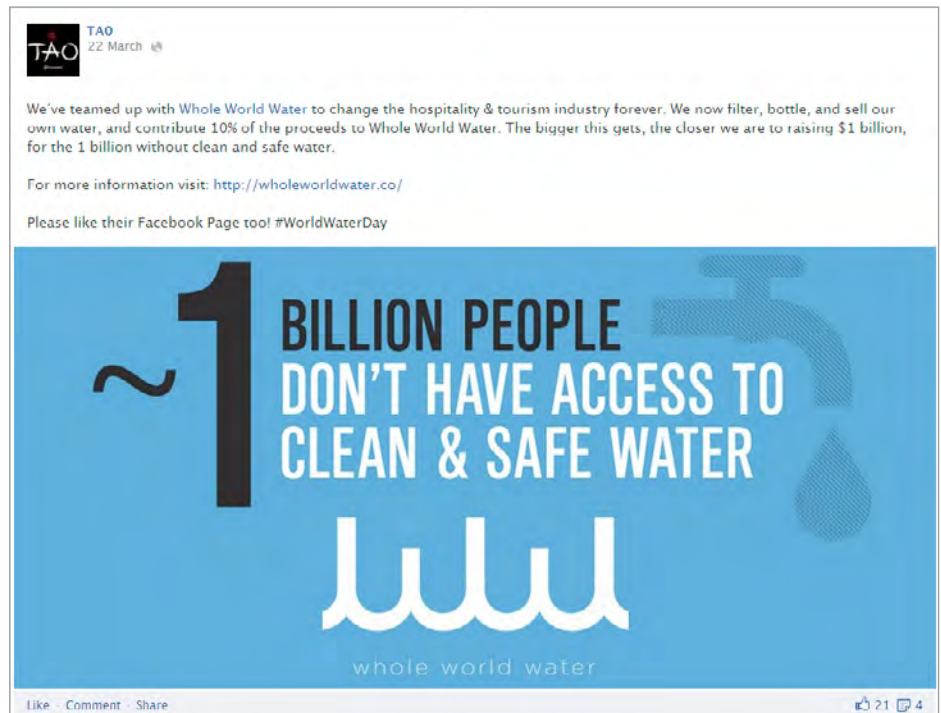 TAO
TAO
22 March
We've teamed up with Whole World Water to change the hospitality & tourism industry forever. We now filter, bottle, and sell our
own water, and contribute 10% of the proceeds to Whole World Water. The bigger this gets, the closer we are to raising $1 billion,
for the 1 billion without clean and safe water.
For more information visit: http://wholeworldwater.co/
Please like their Facebook Page too! #WorldWaterDay
~1 BILLION PEOPLE
DON'T HAVE ACCESS TO
CLEAN & SAFE WATER
whole world water
Like · Comment · Share
21 4